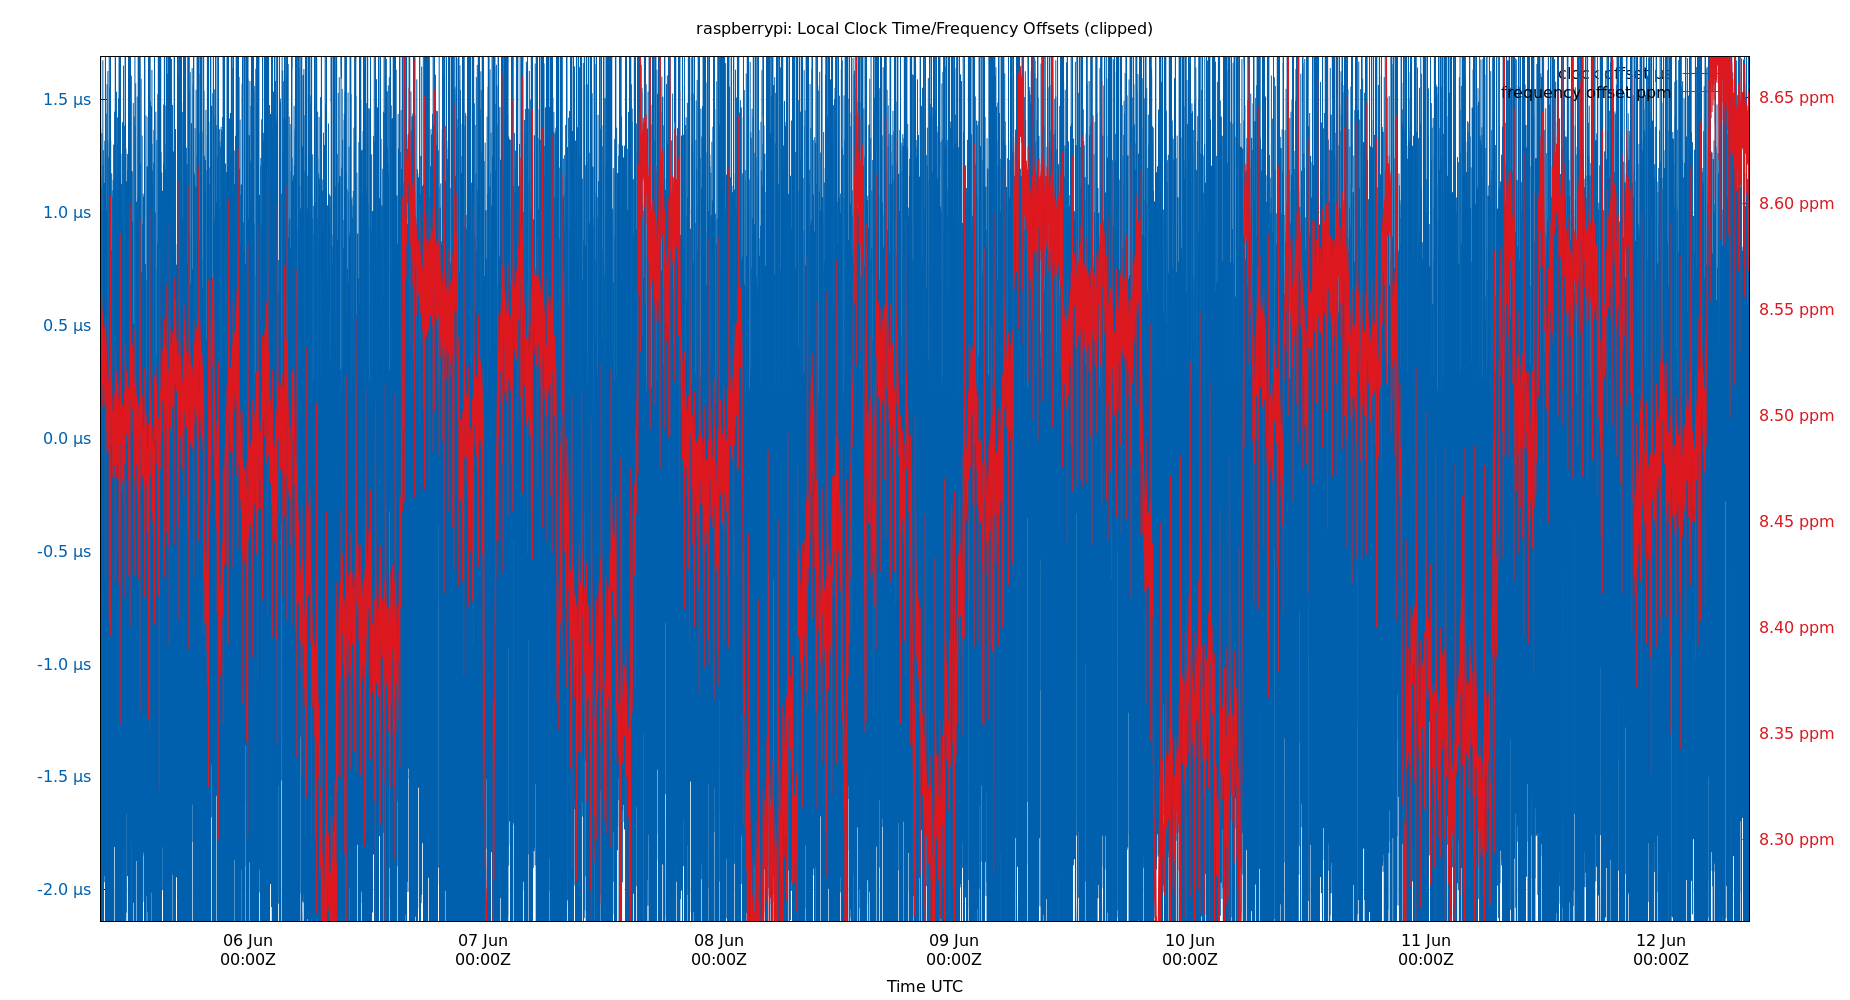 raspberrypi: Local Clock Time/Frequency Offsets (clipped)
clock offset µs
frequency offset ppm
1.5 µs
1.0 µs
0.5 µs
0.0 µs
-0.5 µs
-1.0 µs
-1.5 µs
-2.0 µs
8.65 ppm
8.60 ppm
8.55 ppm
8.50 ppm
8.45 ppm
8.40 ppm
8.35 ppm
8.30 ppm
06 Jun 07 Jun 08 Jun 09 Jun 10 Jun 11 Jun 12 Jun
00:00Z 00:00Z 00:00Z 00:00Z 00:00Z 00:00Z 00:00Z
Time UTC